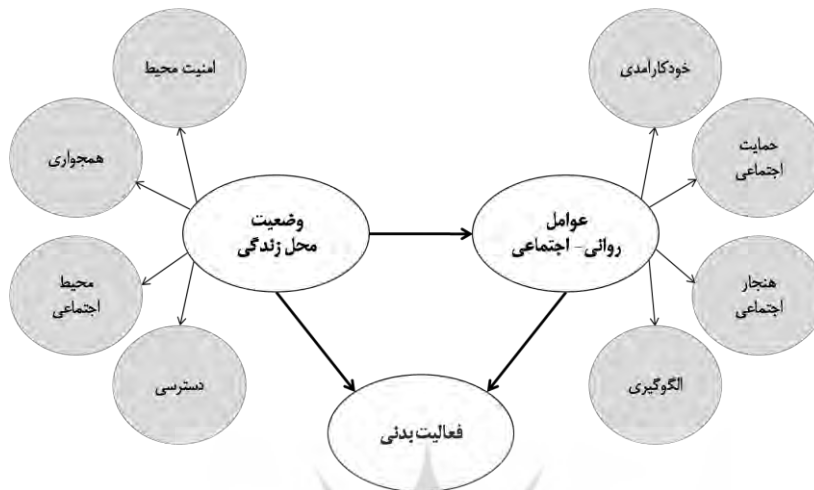 امنیت محیط
خودکارآمدی
همجواری
حمایت
اجتماعی
وضعیت
محل زندگی
عوامل
روانی- اجتماعی
محیط
اجتماعی
هنجار
اجتماعی
دسترسی
الگوگیری
فعالیت بدنی